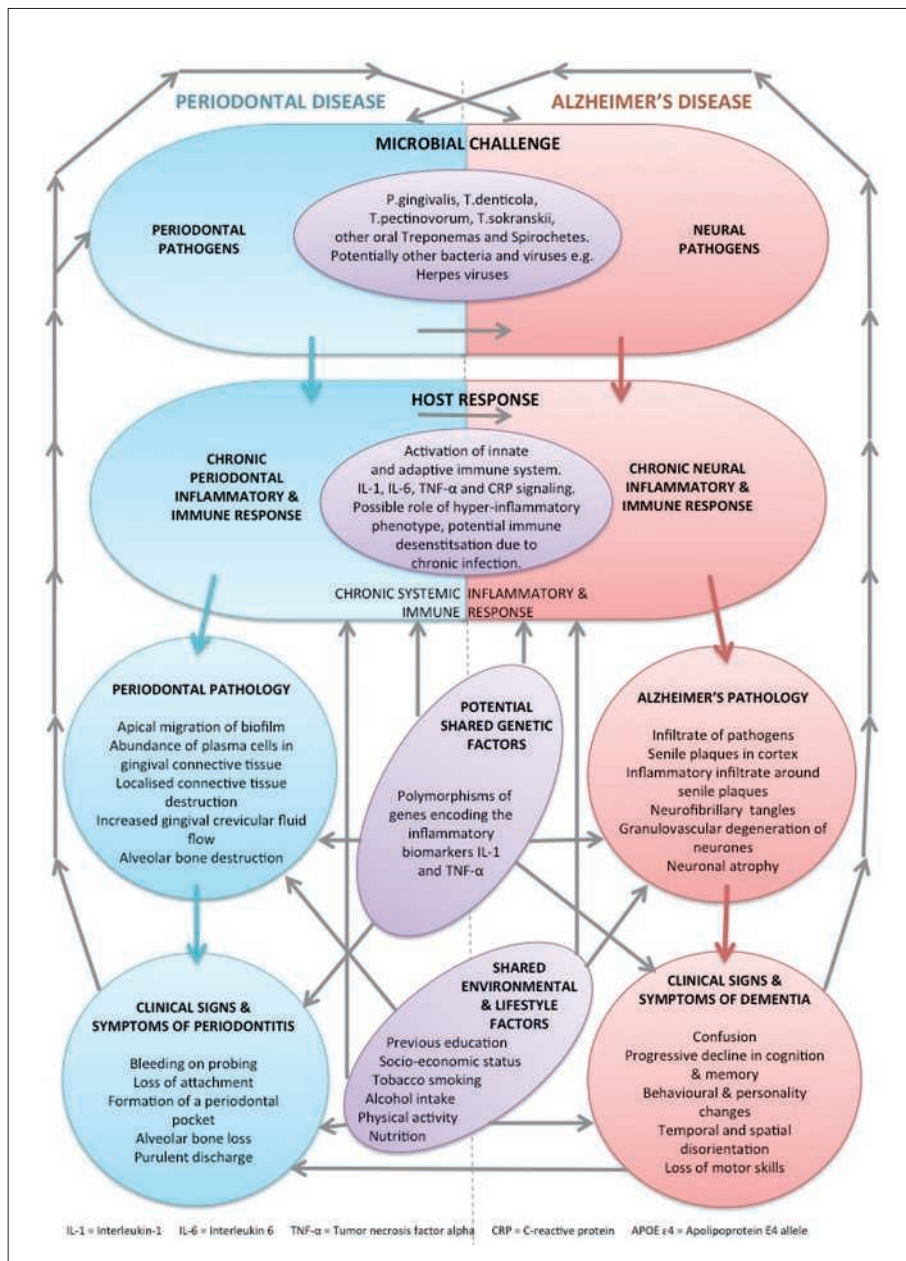 PERIODONTAL DISEASE
ALZHEIMER'S DISEASE
MICROBIAL CHALLENGE
PERIODONTAL
PATHOGENS
P.gingivalis, T.denticola,
T.pectinovorum, T.sokranskii,
other oral Treponemas and Spirochetes.
Potentially other bacteria and viruses e.g.
Herpes viruses
NEURAL
PATHOGENS
HOST RESPONSE
CHRONIC
PERIODONTAL
INFLAMMATORY &
IMMUNE RESPONSE
Activation of innate
and adaptive immune system.
IL-1, IL-6, TNF-α and CRP signaling.
Possible role of hyper-inflammatory
phenotype, potential immune
desenstitsation due to
chronic infection.
CHRONIC NEURAL
INFLAMMATORY &
IMMUNE RESPONSE
CHRONIC SYSTEMIC INFLAMMATORY &
IMMUNE RESPONSE
PERIODONTAL PATHOLOGY
Apical migration of biofilm
Abundance of plasma cells in
gingival connective tissue
Localised connective tissue
destruction
Increased gingival crevicular fluid
flow
Alveolar bone destruction
POTENTIAL
SHARED GENETIC
FACTORS
Polymorphisms of
genes encoding the
inflammatory
biomarkers IL-1
and TNF-α
ALZHEIMER'S PATHOLOGY
Infiltrate of pathogens
Senile plaques in cortex
Inflammatory infiltrate around
senile plaques
Neurofibrillary tangles
Granulovascular degeneration of
neurones
Neuronal atrophy
CLINICAL SIGNS &
SYMPTOMS OF PERIODONTITIS
Bleeding on probing
Loss of attachment
Formation of a periodontal
pocket
Alveolar bone loss
Purulent discharge
SHARED
ENVIRONMENTAL
& LIFESTYLE
FACTORS
Previous education
Socio-economic status
Tobacco smoking
Alcohol intake
Physical activity
Nutrition
CLINICAL SIGNS &
SYMPTOMS OF DEMENTIA
Confusion
Progressive decline in cognition
& memory
Behavioural & personality
changes
Temporal and spatial
disorientation
Loss of motor skills
IL-1 = Interleukin-1 IL-6 = Interleukin 6 TNF-α = Tumor necrosis factor alpha CRP = C-reactive protein APOE ε4 = Apolipoprotein E4 allele